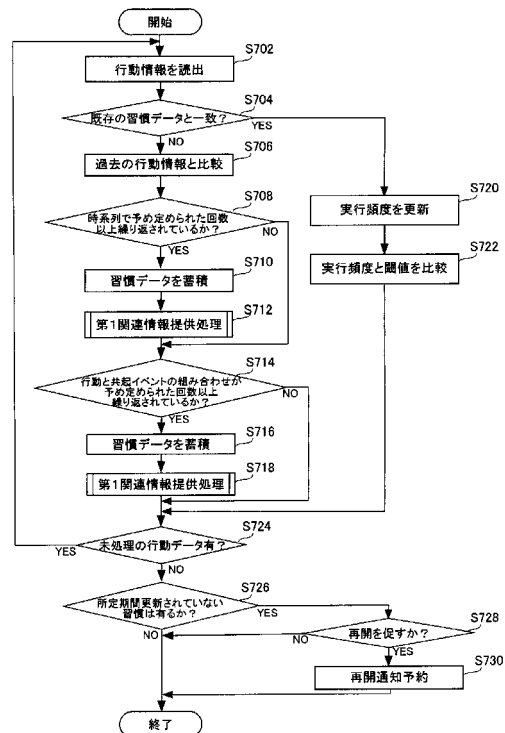 開始
S702
行動情報を読出
S704
既存の習慣データと一致?
YES
NO
S706
過去の行動情報と比較
S708
時系列で予め定められた回数
以上繰り返されているか?
NO
YES
S710
習慣データを蓄積
S712
第1関連情報提供処理
S720
実行頻度を更新
S722
実行頻度と閾値を比較
S714
行動と共起イベントの組み合わせが
予め定められた回数以上
繰り返されているか?
NO
YES
S716
習慣データを蓄積
S718
第1関連情報提供処理
S724
未処理の行動データ有?
YES
NO
S726
所定期間更新されていない
習慣は有るか?
YES
NO
S728
再開を促すか?
NO
YES
S730
再開通知予約
終了